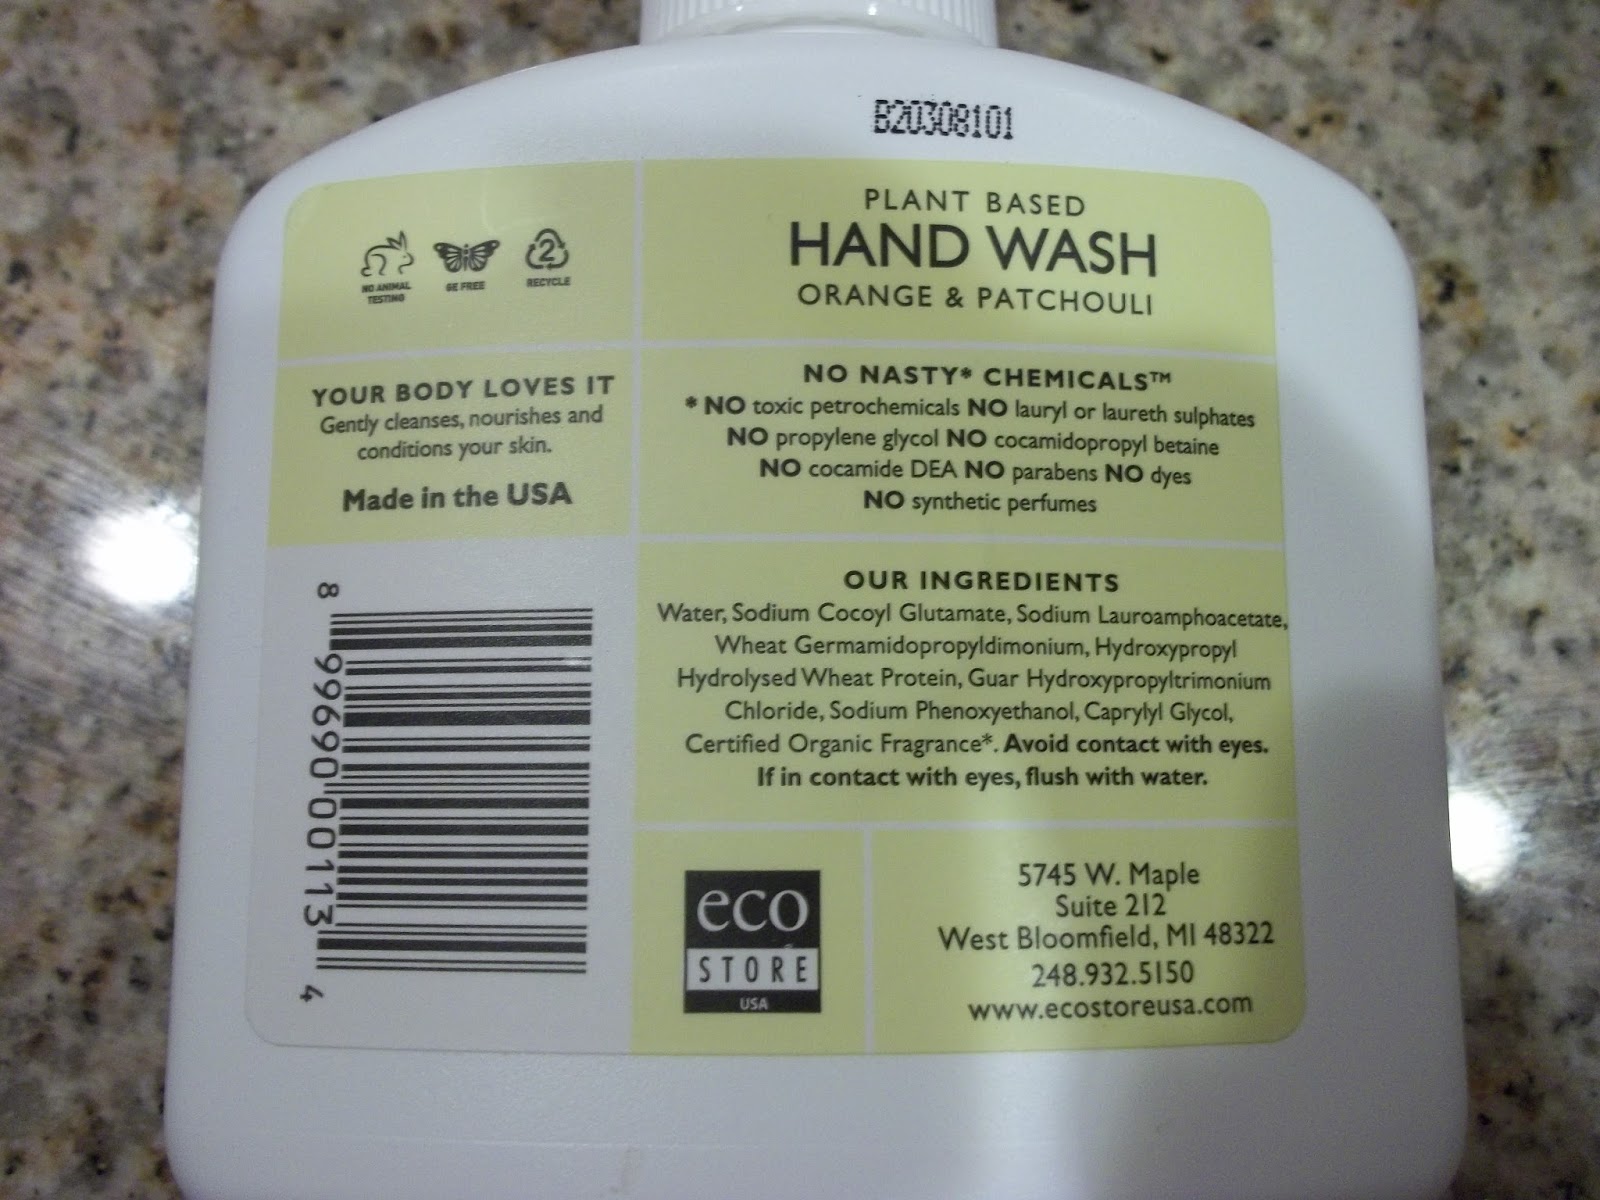 B20308101
NO ANIMAL
TESTING
GE FREE
2
RECYCLE
PLANT BASED
HAND WASH
ORANGE & PATCHOULI
YOUR BODY LOVES IT
Gently cleanses, nourishes and
conditions your skin.
Made in the USA
NO NASTY* CHEMICALS™
* NO toxic petrochemicals NO lauryl or laureth sulphates
NO propylene glycol NO cocamidopropyl betaine
NO cocamide DEA NO parabens NO dyes
NO synthetic perfumes
OUR INGREDIENTS
Water, Sodium Cocoyl Glutamate, Sodium Lauroamphoacetate,
Wheat Germamidopropyldimonium, Hydroxypropyl
Hydrolysed Wheat Protein, Guar Hydroxypropyltrimonium
Chloride, Sodium Phenoxyethanol, Caprylyl Glycol,
Certified Organic Fragrance*. Avoid contact with eyes.
If in contact with eyes, flush with water.
8 99690 00113 4
eco
STORE
USA
5745 W. Maple
Suite 212
West Bloomfield, MI 48322
248.932.5150
www.ecostoreusa.com